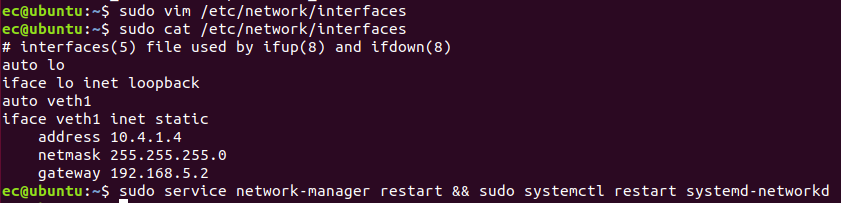 ec@ubuntu:~$ sudo vim /etc/network/interfaces
ec@ubuntu:~$ sudo cat /etc/network/interfaces
# interfaces(5) file used by ifup(8) and ifdown(8)
auto lo
iface lo inet loopback
auto veth1
iface veth1 inet static
    address 10.4.1.4
    netmask 255.255.255.0
    gateway 192.168.5.2
ec@ubuntu:~$ sudo service network-manager restart && sudo systemctl restart systemd-networkd